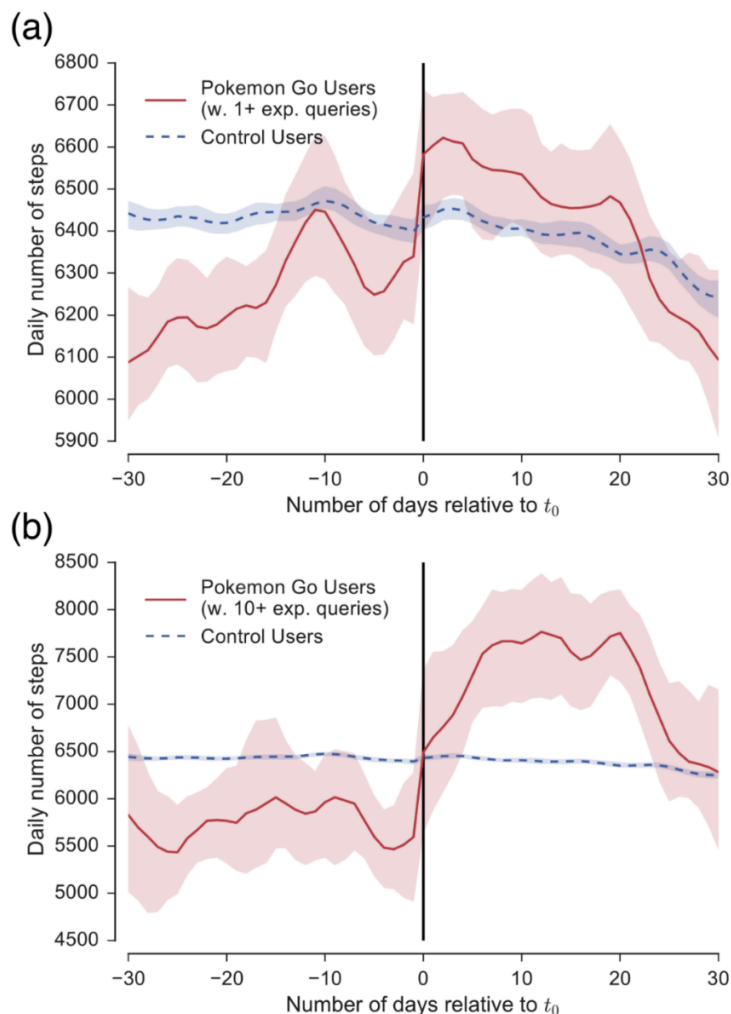 (a)
6800
6700
6600
6500
6400
6300
6200
6100
6000
5900
Daily number of steps
Pokemon Go Users
(w. 1+ exp. queries)
Control Users
−30 −20 −10 0 10 20 30
Number of days relative to t₀
(b)
8500
8000
7500
7000
6500
6000
5500
5000
4500
Daily number of steps
Pokemon Go Users
(w. 10+ exp. queries)
Control Users
−30 −20 −10 0 10 20 30
Number of days relative to t₀